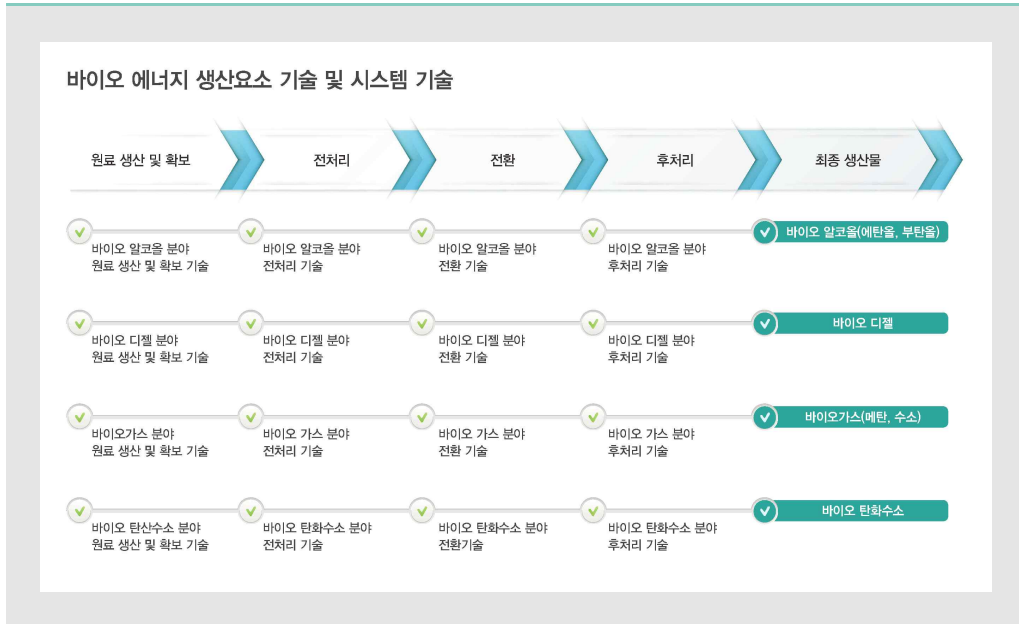 바이오 에너지 생산요소 기술 및 시스템 기술
원료 생산 및 확보
전처리
전환
후처리
최종 생산물
바이오 알코올 분야
원료 생산 및 확보 기술
바이오 알코올 분야
전처리 기술
바이오 알코올 분야
전환 기술
바이오 알코올 분야
후처리 기술
바이오 알코올(에탄올, 부탄올)
바이오 디젤 분야
원료 생산 및 확보 기술
바이오 디젤 분야
전처리 기술
바이오 디젤 분야
전환 기술
바이오 디젤 분야
후처리 기술
바이오 디젤
바이오가스 분야
원료 생산 및 확보 기술
바이오 가스 분야
전처리 기술
바이오 가스 분야
전환 기술
바이오 가스 분야
후처리 기술
바이오가스(메탄, 수소)
바이오 탄산수소 분야
원료 생산 및 확보 기술
바이오 탄화수소 분야
전처리 기술
바이오 탄화수소 분야
전환기술
바이오 탄화수소 분야
후처리 기술
바이오 탄화수소